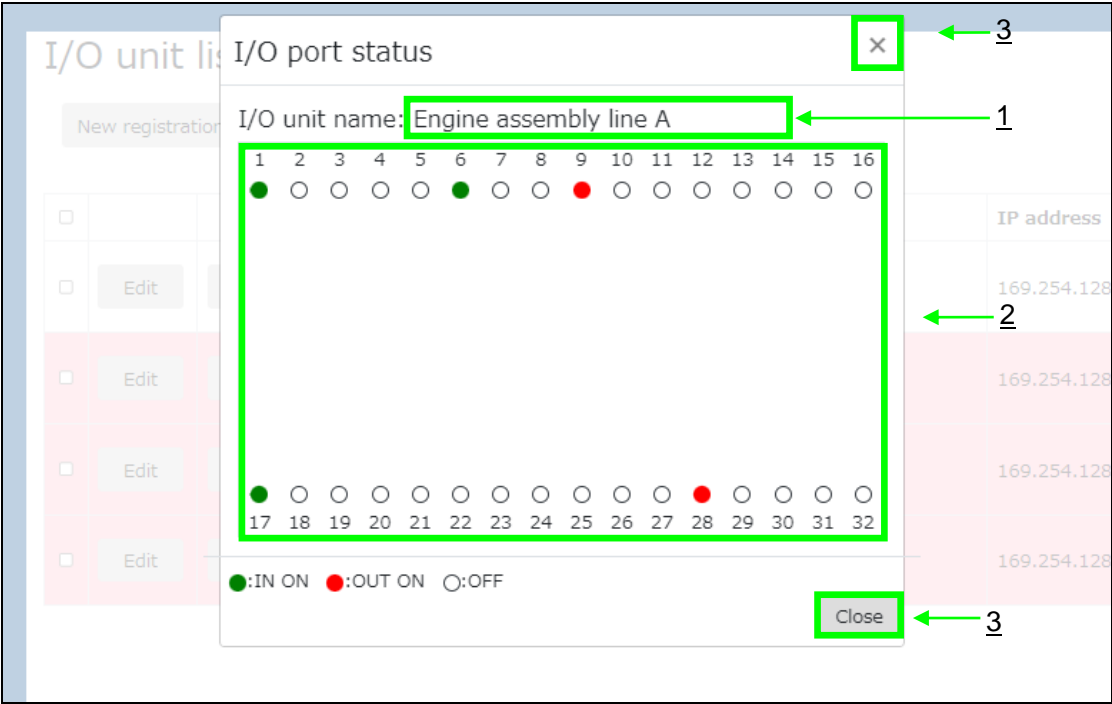 I/O unit lis
I/O port status
×
3
New registration
I/O unit name: Engine assembly line A
1
1 2 3 4 5 6 7 8 9 10 11 12 13 14 15 16
IP address
Edit
169.254.128
2
Edit
169.254.128
Edit
169.254.128
17 18 19 20 21 22 23 24 25 26 27 28 29 30 31 32
Edit
169.254.128
:IN ON :OUT ON :OFF
Close
3